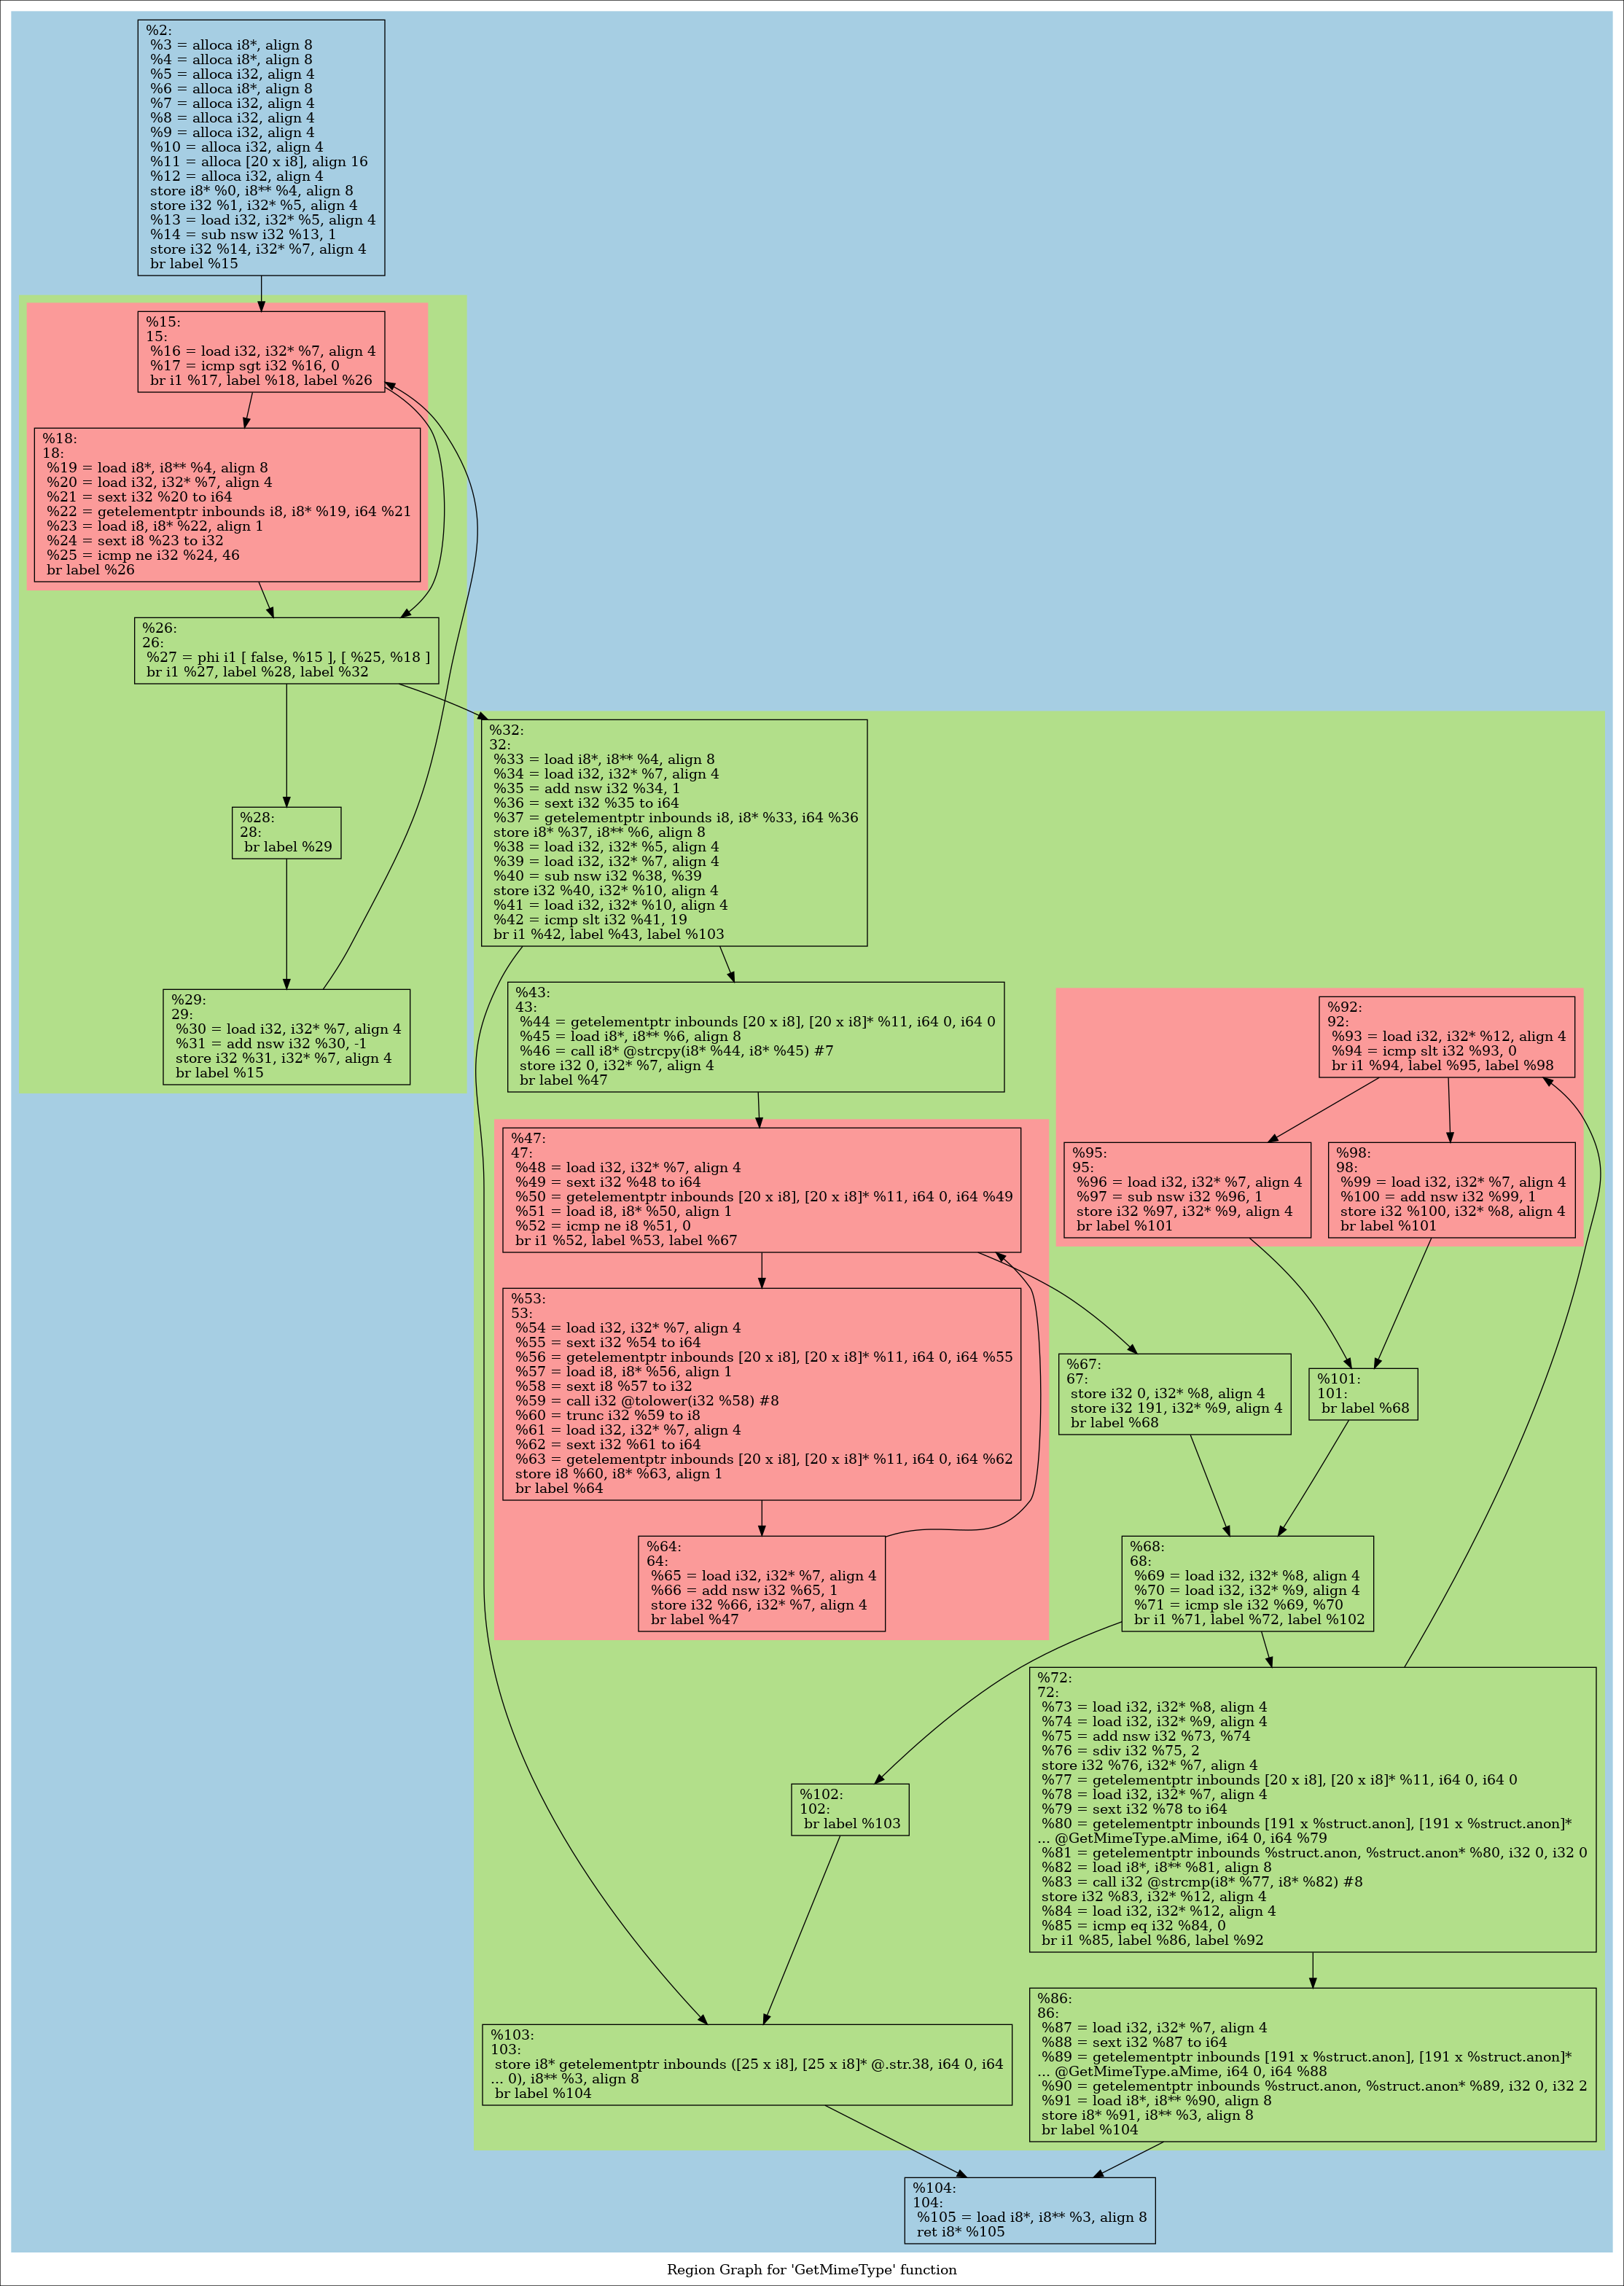 %2:
%3 = alloca i8*, align 8
%4 = alloca i8*, align 8
%5 = alloca i32, align 4
%6 = alloca i8*, align 8
%7 = alloca i32, align 4
%8 = alloca i32, align 4
%9 = alloca i32, align 4
%10 = alloca i32, align 4
%11 = alloca [20 x i8], align 16
%12 = alloca i32, align 4
store i8* %0, i8** %4, align 8
store i32 %1, i32* %5, align 4
%13 = load i32, i32* %5, align 4
%14 = sub nsw i32 %13, 1
store i32 %14, i32* %7, align 4
br label %15
%15:
15:
%16 = load i32, i32* %7, align 4
%17 = icmp sgt i32 %16, 0
br i1 %17, label %18, label %26
%18:
18:
%19 = load i8*, i8** %4, align 8
%20 = load i32, i32* %7, align 4
%21 = sext i32 %20 to i64
%22 = getelementptr inbounds i8, i8* %19, i64 %21
%23 = load i8, i8* %22, align 1
%24 = sext i8 %23 to i32
%25 = icmp ne i32 %24, 46
br label %26
%26:
26:
%27 = phi i1 [ false, %15 ], [ %25, %18 ]
br i1 %27, label %28, label %32
%28:
28:
br label %29
%29:
29:
%30 = load i32, i32* %7, align 4
%31 = add nsw i32 %30, -1
store i32 %31, i32* %7, align 4
br label %15
%32:
32:
%33 = load i8*, i8** %4, align 8
%34 = load i32, i32* %7, align 4
%35 = add nsw i32 %34, 1
%36 = sext i32 %35 to i64
%37 = getelementptr inbounds i8, i8* %33, i64 %36
store i8* %37, i8** %6, align 8
%38 = load i32, i32* %5, align 4
%39 = load i32, i32* %7, align 4
%40 = sub nsw i32 %38, %39
store i32 %40, i32* %10, align 4
%41 = load i32, i32* %10, align 4
%42 = icmp slt i32 %41, 19
br i1 %42, label %43, label %103
%43:
43:
%44 = getelementptr inbounds [20 x i8], [20 x i8]* %11, i64 0, i64 0
%45 = load i8*, i8** %6, align 8
%46 = call i8* @strcpy(i8* %44, i8* %45) #7
store i32 0, i32* %7, align 4
br label %47
%47:
47:
%48 = load i32, i32* %7, align 4
%49 = sext i32 %48 to i64
%50 = getelementptr inbounds [20 x i8], [20 x i8]* %11, i64 0, i64 %49
%51 = load i8, i8* %50, align 1
%52 = icmp ne i8 %51, 0
br i1 %52, label %53, label %67
%53:
53:
%54 = load i32, i32* %7, align 4
%55 = sext i32 %54 to i64
%56 = getelementptr inbounds [20 x i8], [20 x i8]* %11, i64 0, i64 %55
%57 = load i8, i8* %56, align 1
%58 = sext i8 %57 to i32
%59 = call i32 @tolower(i32 %58) #8
%60 = trunc i32 %59 to i8
%61 = load i32, i32* %7, align 4
%62 = sext i32 %61 to i64
%63 = getelementptr inbounds [20 x i8], [20 x i8]* %11, i64 0, i64 %62
store i8 %60, i8* %63, align 1
br label %64
%64:
64:
%65 = load i32, i32* %7, align 4
%66 = add nsw i32 %65, 1
store i32 %66, i32* %7, align 4
br label %47
%92:
92:
%93 = load i32, i32* %12, align 4
%94 = icmp slt i32 %93, 0
br i1 %94, label %95, label %98
%95:
95:
%96 = load i32, i32* %7, align 4
%97 = sub nsw i32 %96, 1
store i32 %97, i32* %9, align 4
br label %101
%98:
98:
%99 = load i32, i32* %7, align 4
%100 = add nsw i32 %99, 1
store i32 %100, i32* %8, align 4
br label %101
%67:
67:
store i32 0, i32* %8, align 4
store i32 191, i32* %9, align 4
br label %68
%101:
101:
br label %68
%68:
68:
%69 = load i32, i32* %8, align 4
%70 = load i32, i32* %9, align 4
%71 = icmp sle i32 %69, %70
br i1 %71, label %72, label %102
%72:
72:
%73 = load i32, i32* %8, align 4
%74 = load i32, i32* %9, align 4
%75 = add nsw i32 %73, %74
%76 = sdiv i32 %75, 2
store i32 %76, i32* %7, align 4
%77 = getelementptr inbounds [20 x i8], [20 x i8]* %11, i64 0, i64 0
%78 = load i32, i32* %7, align 4
%79 = sext i32 %78 to i64
%80 = getelementptr inbounds [191 x %struct.anon], [191 x %struct.anon]*
... @GetMimeType.aMime, i64 0, i64 %79
%81 = getelementptr inbounds %struct.anon, %struct.anon* %80, i32 0, i32 0
%82 = load i8*, i8** %81, align 8
%83 = call i32 @strcmp(i8* %77, i8* %82) #8
store i32 %83, i32* %12, align 4
%84 = load i32, i32* %12, align 4
%85 = icmp eq i32 %84, 0
br i1 %85, label %86, label %92
%102:
102:
br label %103
%86:
86:
%87 = load i32, i32* %7, align 4
%88 = sext i32 %87 to i64
%89 = getelementptr inbounds [191 x %struct.anon], [191 x %struct.anon]*
... @GetMimeType.aMime, i64 0, i64 %88
%90 = getelementptr inbounds %struct.anon, %struct.anon* %89, i32 0, i32 2
%91 = load i8*, i8** %90, align 8
store i8* %91, i8** %3, align 8
br label %104
%103:
103:
store i8* getelementptr inbounds ([25 x i8], [25 x i8]* @.str.38, i64 0, i64
... 0), i8** %3, align 8
br label %104
%104:
104:
%105 = load i8*, i8** %3, align 8
ret i8* %105
Region Graph for 'GetMimeType' function